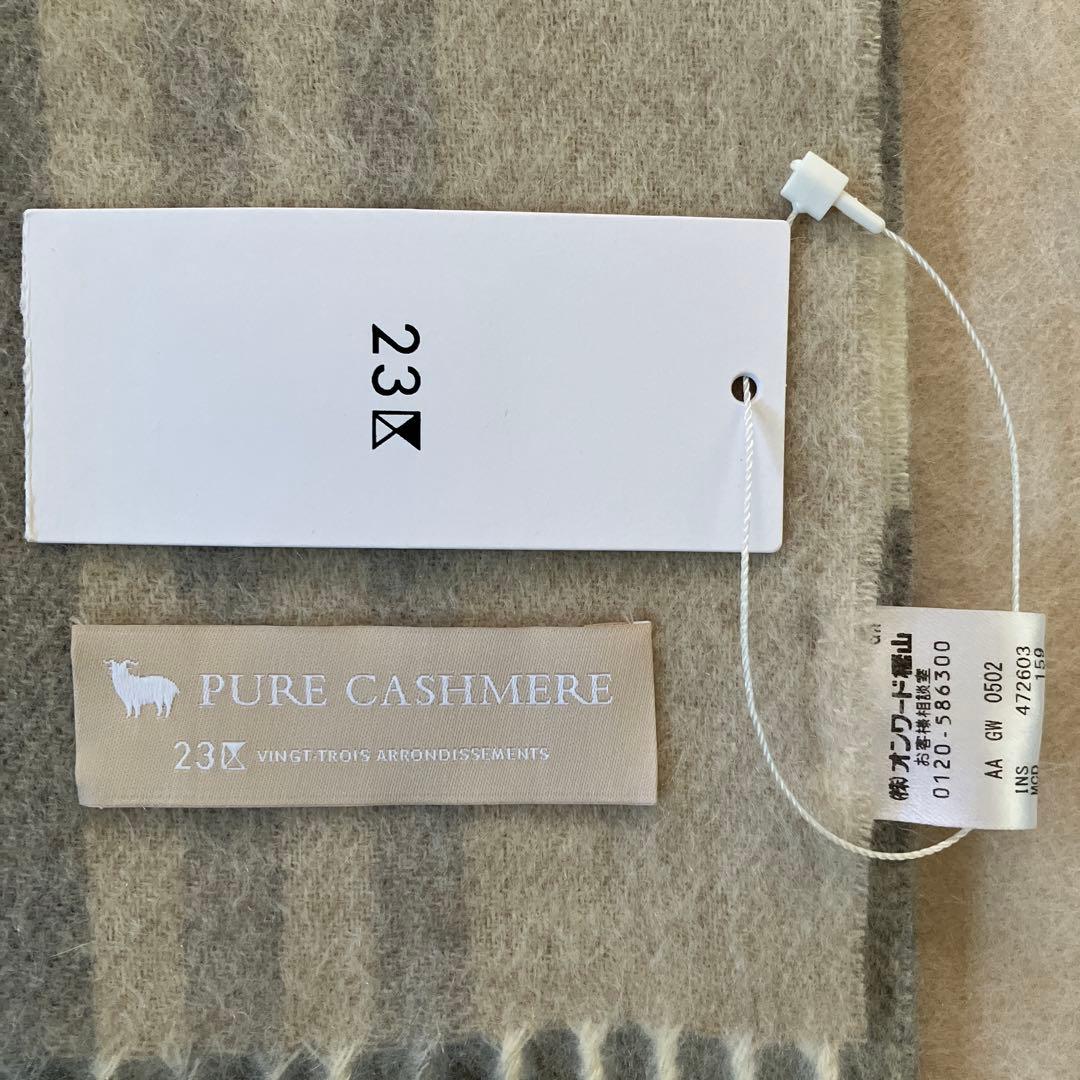 23区
PURE CASHMERE
23区 VINGT-TROIS ARRONDISSEMENTS
(株)オンワード樫山
お客様相談室
0120-586300
AA GW 0502
INS 472603
159